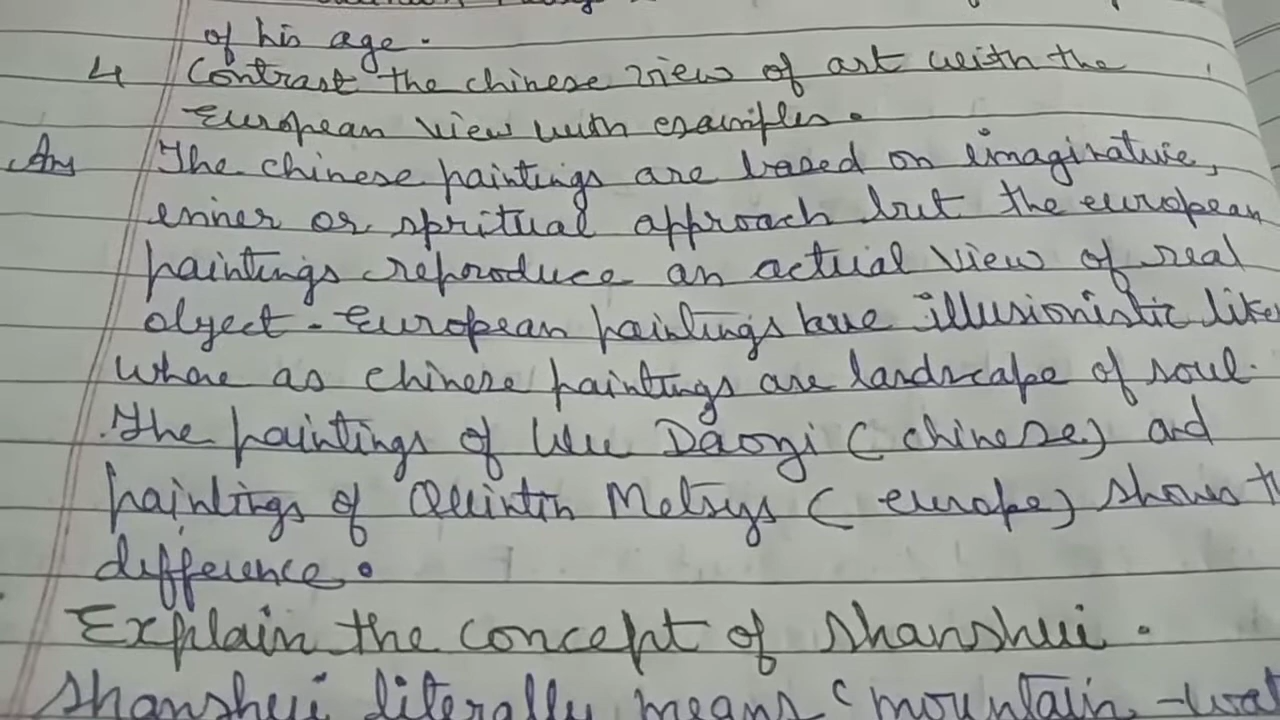 of his age.
4 Contrast the chinese view of art with the
European view with examples.
Ans The chinese paintings are based on imaginative,
inner or spritual approach but the european
paintings reproduce an actual view of real
object. European paintings have illusionistic like
Whereas chinese paintings are landscape of soul.
The paintings of Wu Daozi (chinese) and
paintings of Quintin Metsys (europe) shows
difference.
Explain the concept of Shanshui.
Shanshui literally means (mountain -